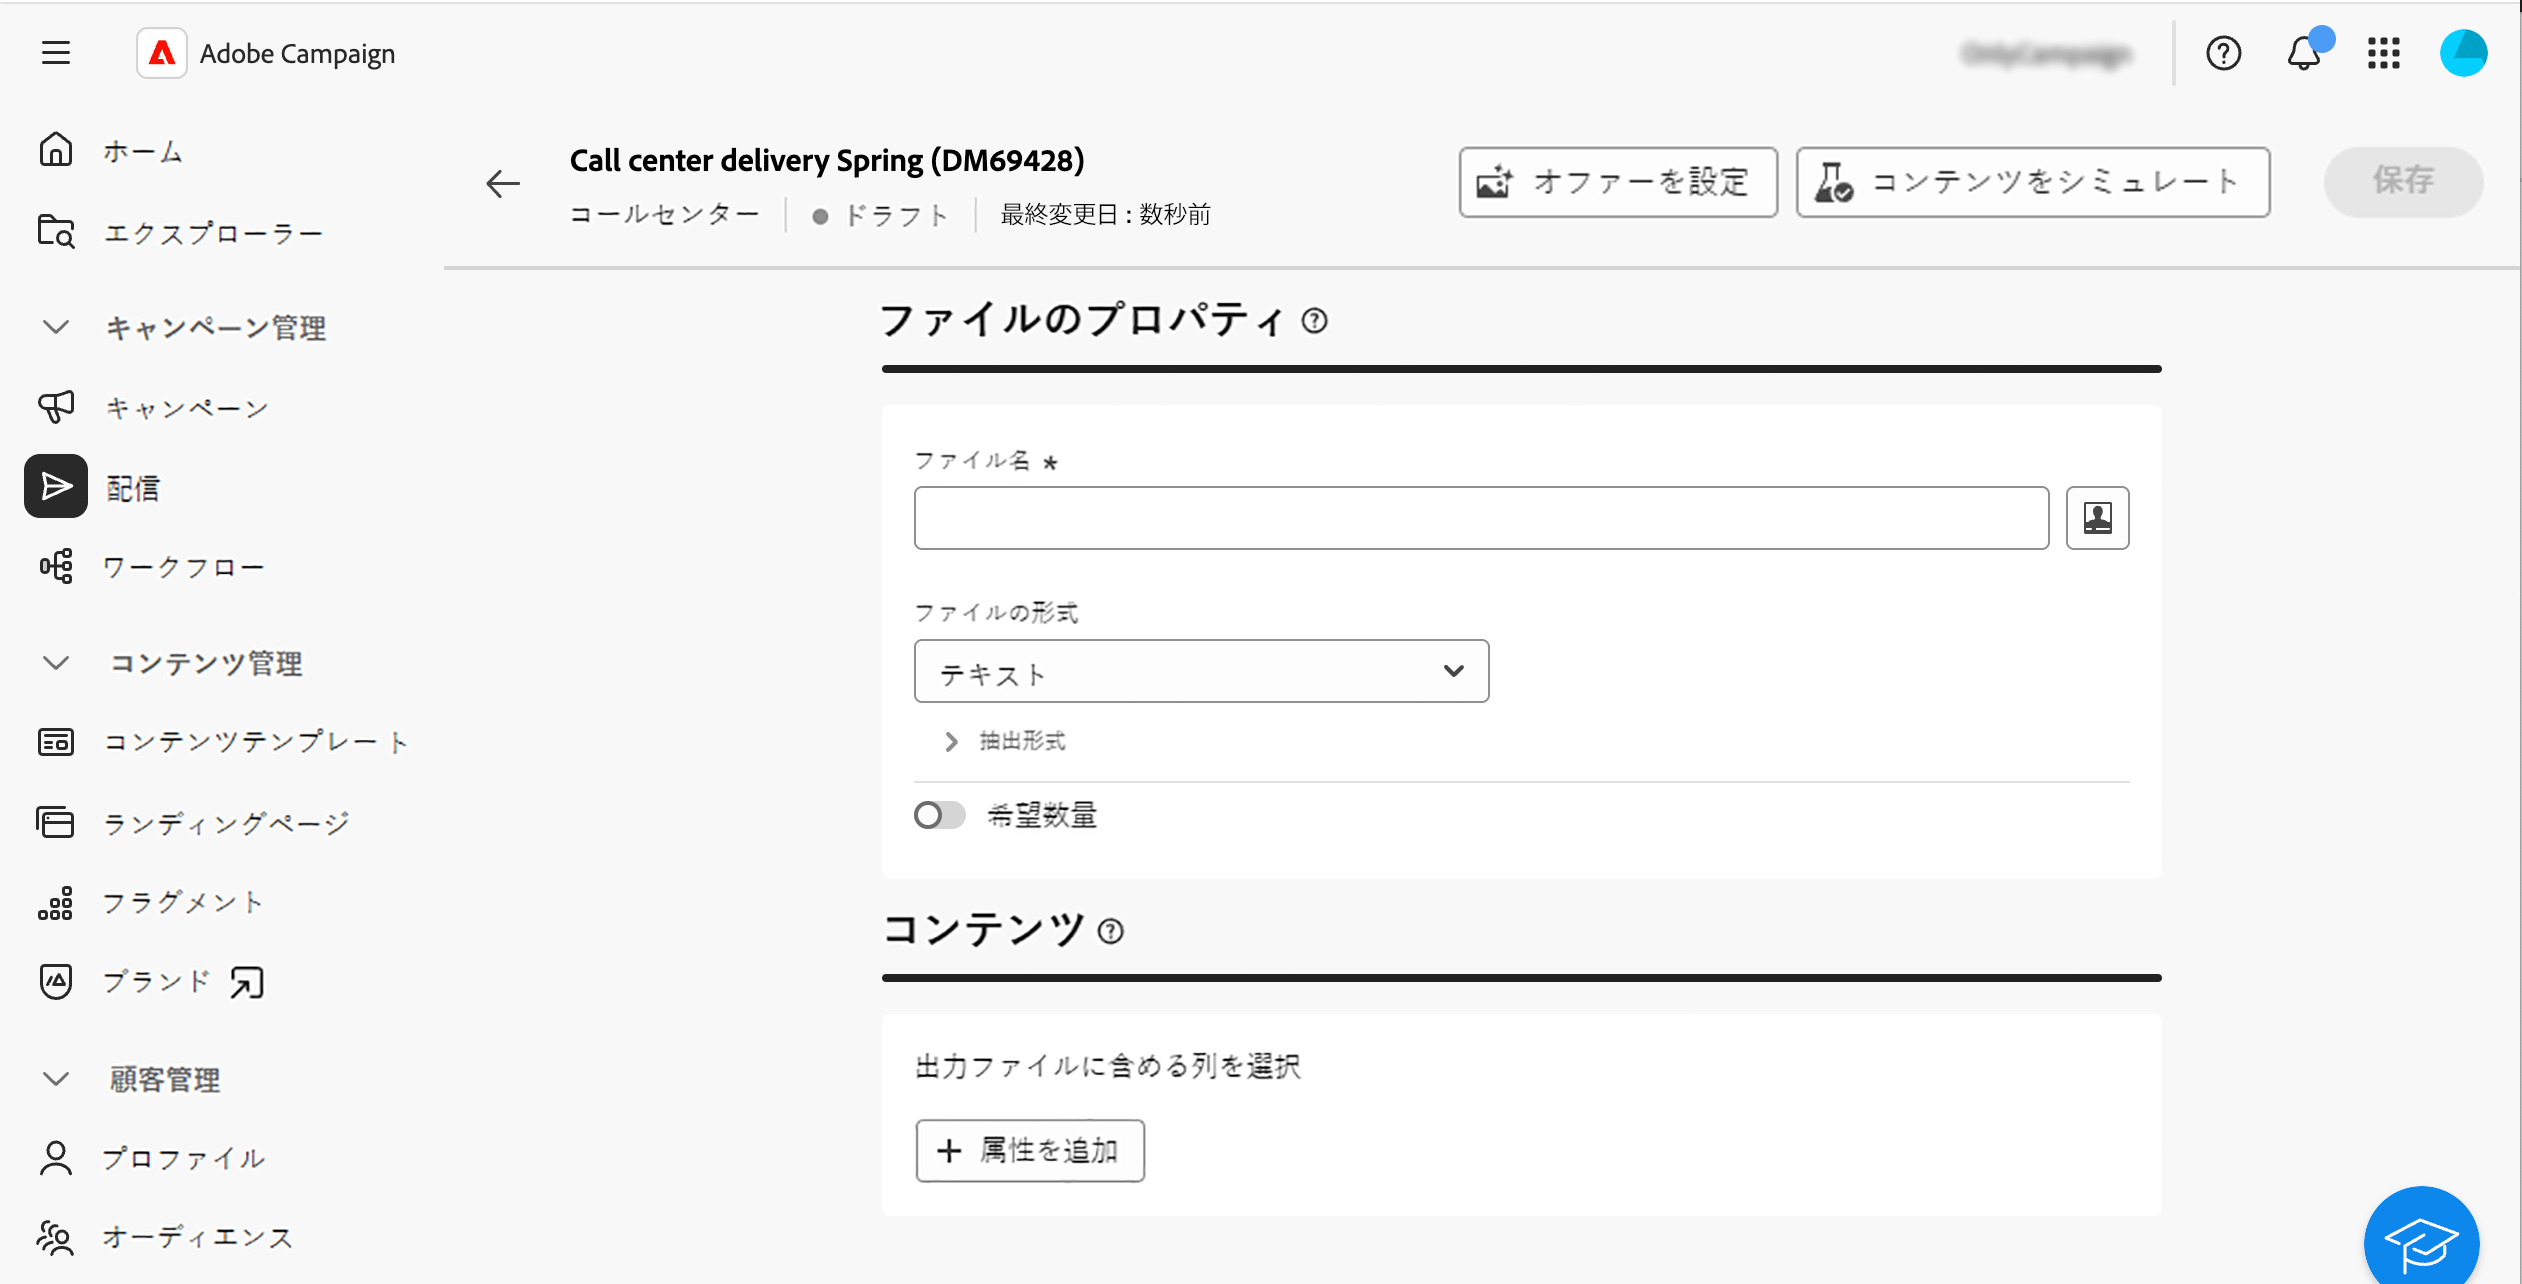 Adobe Campaign
ホーム
エクスプローラー
キャンペーン管理
キャンペーン
配信
ワークフロー
コンテンツ管理
コンテンツテンプレート
ランディングページ
フラグメント
ブランド
顧客管理
プロファイル
オーディエンス
Call center delivery Spring (DM69428)
コールセンター ドラフト 最終変更日 : 数秒前
オファーを設定
コンテンツをシミュレート
保存
ファイルのプロパティ
ファイル名 *
ファイルの形式
テキスト
抽出形式
希望数量
コンテンツ
出力ファイルに含める列を選択
+ 属性を追加